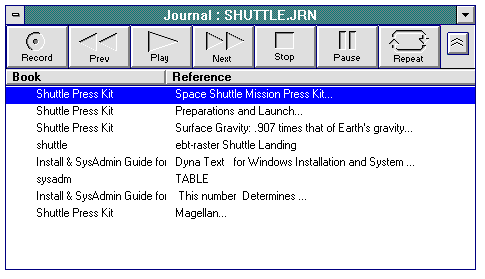 Journal : SHUTTLE.JRN
Record Prev Play Next Stop Pause Repeat
Book Reference
Shuttle Press Kit Space Shuttle Mission Press Kit...
Shuttle Press Kit Preparations and Launch...
Shuttle Press Kit Surface Gravity: .907 times that of Earth's gravity...
shuttle ebt-raster Shuttle Landing
Install & SysAdmin Guide for Dyna Text for Windows Installation and System ...
sysadm TABLE
Install & SysAdmin Guide for This number Determines ...
Shuttle Press Kit Magellan...